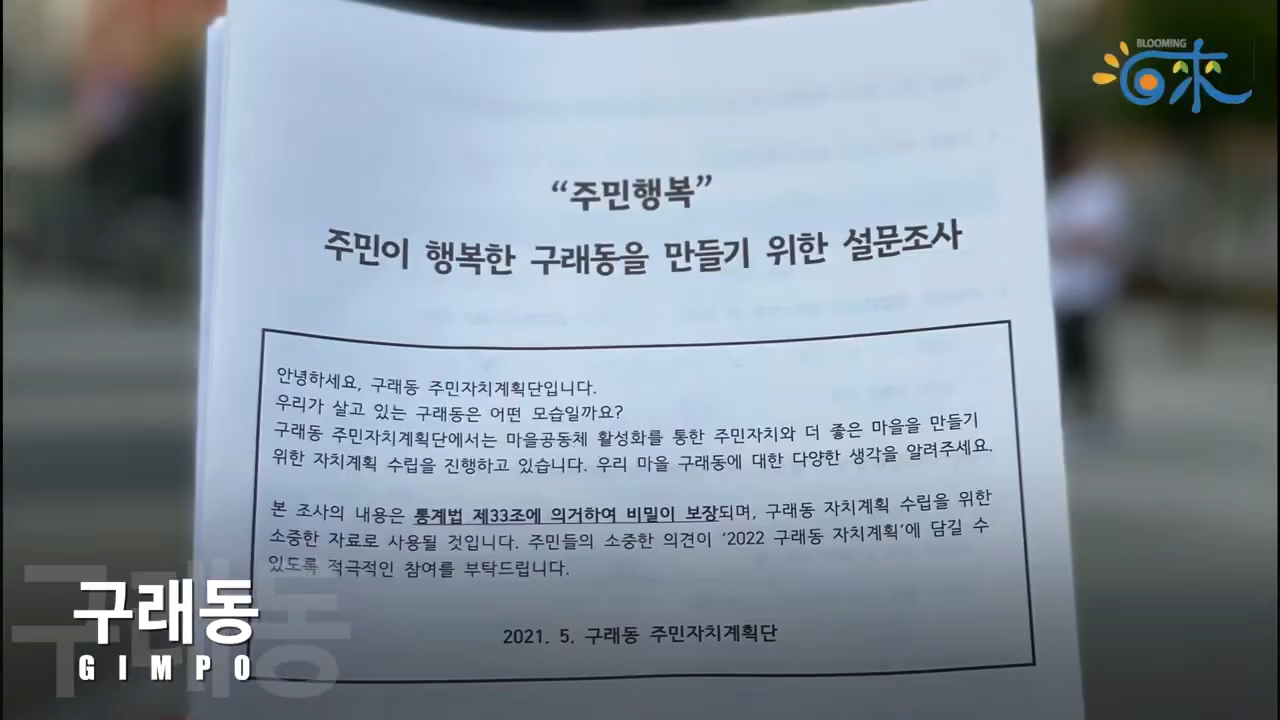 BLOOMING
“주민행복”
주민이 행복한 구래동을 만들기 위한 설문조사
안녕하세요, 구래동 주민자치계획단입니다.
우리가 살고 있는 구래동은 어떤 모습일까요?
구래동 주민자치계획단에서는 마을공동체 활성화를 통한 주민자치와 더 좋은 마을을 만들기
위한 자치계획 수립을 진행하고 있습니다. 우리 마을 구래동에 대한 다양한 생각을 알려주세요.
본 조사의 내용은 통계법 제33조에 의거하여 비밀이 보장되며, 구래동 자치계획 수립을 위한
소중한 자료로 사용될 것입니다. 주민들의 소중한 의견이 ‘2022 구래동 자치계획’에 담길 수
있도록 적극적인 참여를 부탁드립니다.
2021. 5. 구래동 주민자치계획단
구래동
구래동
GIMPO